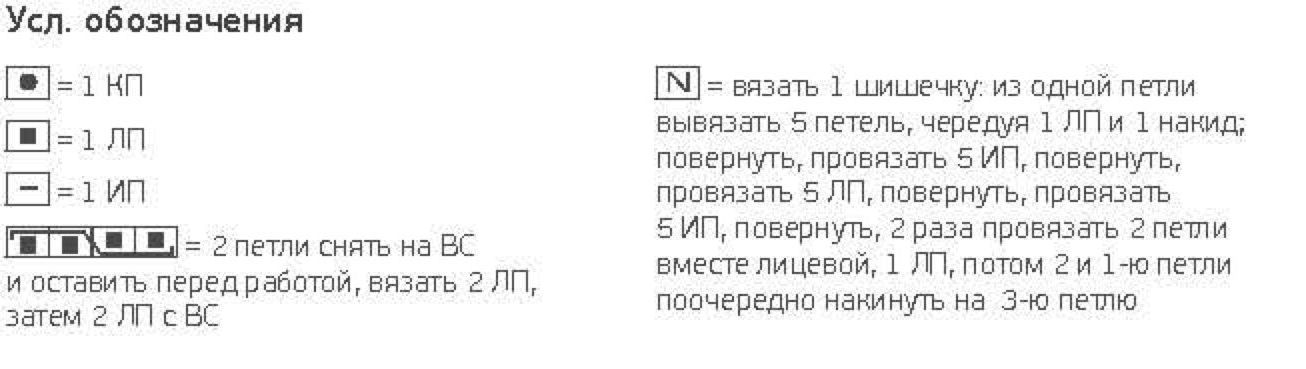 Усл. обозначения
= 1 КП
= 1 ЛП
= 1 ИП
= 2 петли снять на ВС
и оставить перед работой, вязать 2 ЛП,
затем 2 ЛП с ВС
N = вязать 1 шишечку: из одной петли
вывязать 5 петель, чередуя 1 ЛП и 1 накид;
повернуть, провязать 5 ИП, повернуть,
провязать 5 ЛП, повернуть, провязать
5 ИП, повернуть, 2 раза провязать 2 петли
вместе лицевой, 1 ЛП, потом 2 и 1-ю петли
поочередно накинуть на 3-ю петлю